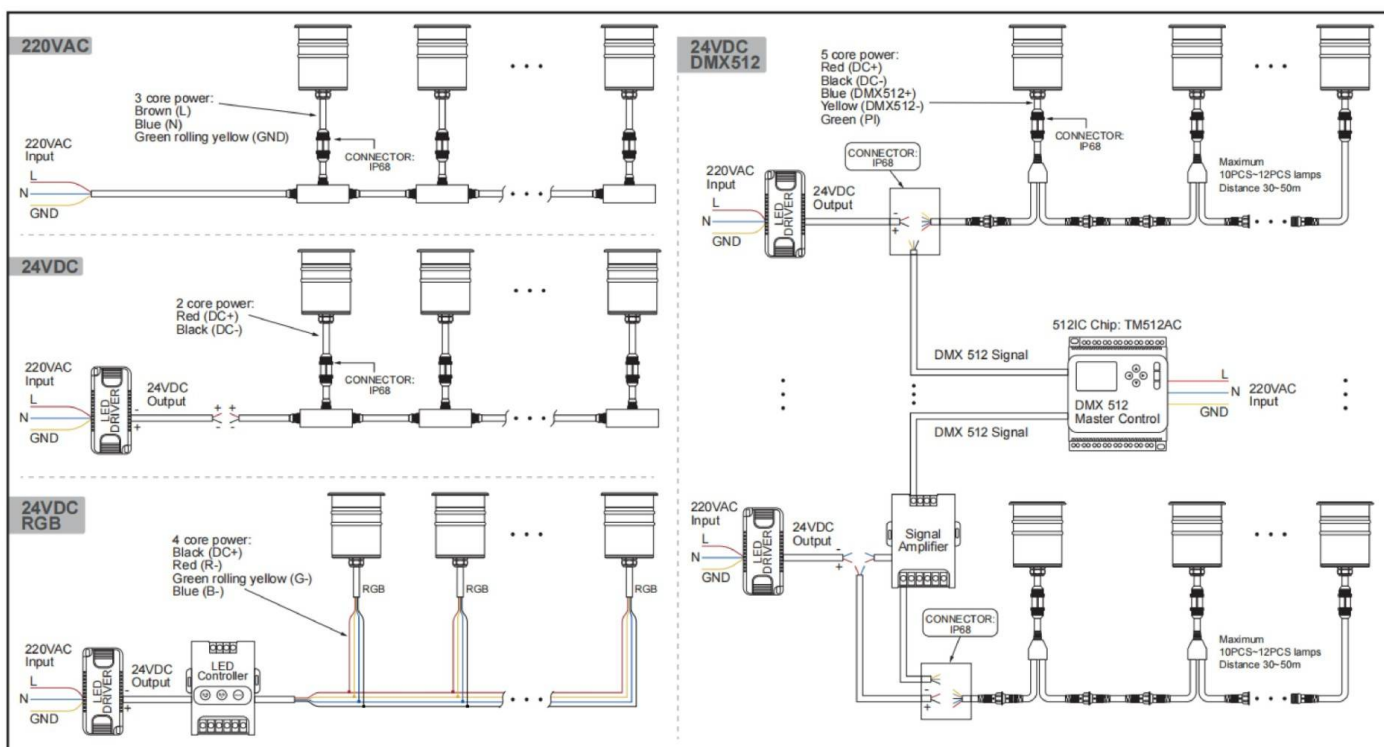 220VAC
3 core power:
Brown (L)
Blue (N)
Green rolling yellow (GND)
220VAC
Input
L
N
GND
CONNECTOR:
IP68
24VDC
2 core power:
Red (DC+)
Black (DC-)
220VAC
Input
L
N
GND
LED
DRIVER
24VDC
Output
-
+
+ +
- -
CONNECTOR:
IP68
24VDC
RGB
4 core power:
Black (DC+)
Red (R-)
Green rolling yellow (G-)
Blue (B-)
RGB
RGB
RGB
220VAC
Input
L
N
GND
LED
DRIVER
24VDC
Output
-
+
LED
Controller
24VDC
DMX512
5 core power:
Red (DC+)
Black (DC-)
Blue (DMX512+)
Yellow (DMX512-)
Green (PI)
CONNECTOR:
IP68
CONNECTOR:
IP68
220VAC
Input
L
N
GND
LED
DRIVER
24VDC
Output
-
+
Maximum
10PCS~12PCS lamps
Distance 30~50m
512IC Chip: TM512AC
DMX 512 Signal
DMX 512
Master Control
L
N
GND
220VAC
Input
DMX 512 Signal
220VAC
Input
L
N
GND
LED
DRIVER
24VDC
Output
-
+
Signal
Amplifier
CONNECTOR:
IP68
-
+
Maximum
10PCS~12PCS lamps
Distance 30~50m